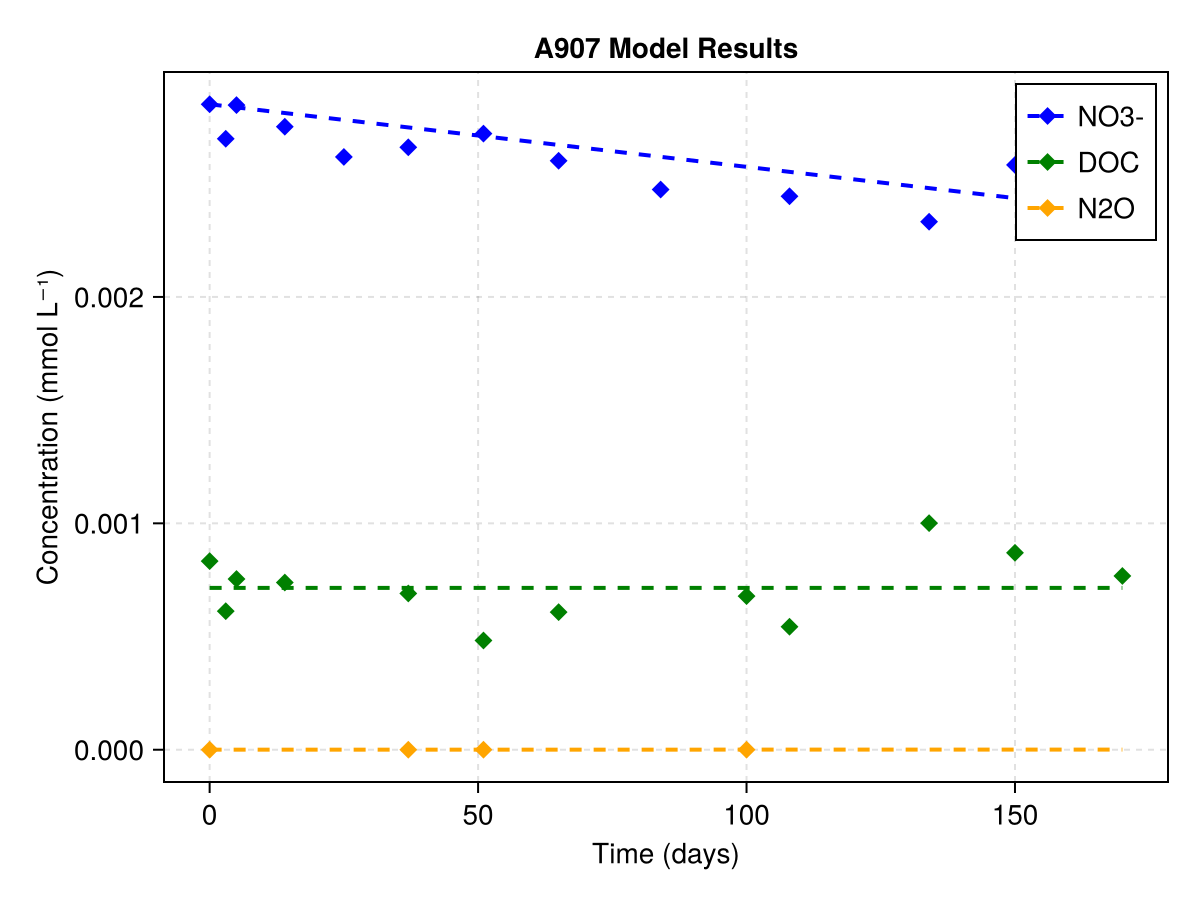 A907 Model Results
NO3-
DOC
N2O
Concentration (mmol L⁻¹)
0.002
0.001
0.000
0
50
100
150
Time (days)